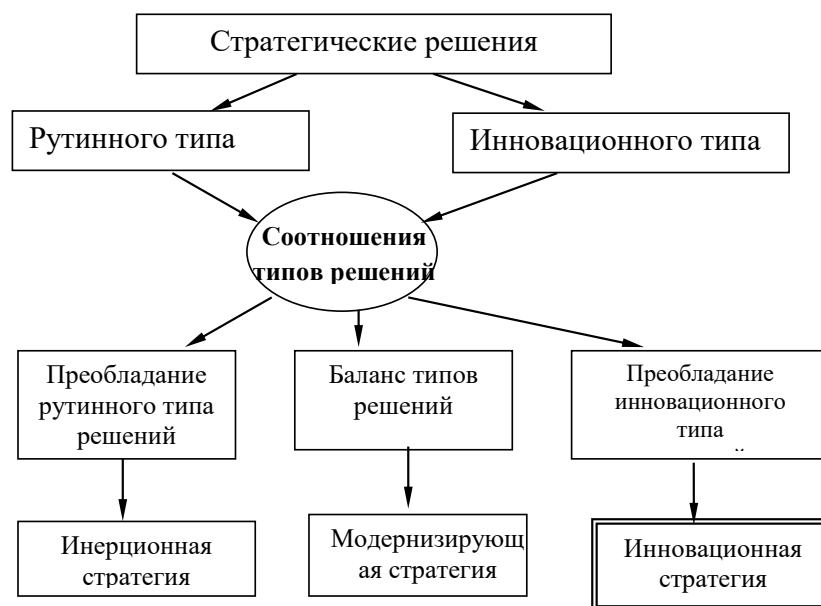 Стратегические решения
Рутинного типа
Инновационного типа
Соотношения
типов решений
Преобладание
рутинного типа
решений
Баланс типов
решений
Преобладание
инновационного
типа
Инерционная
стратегия
Модернизирующ
ая стратегия
Инновационная
стратегия